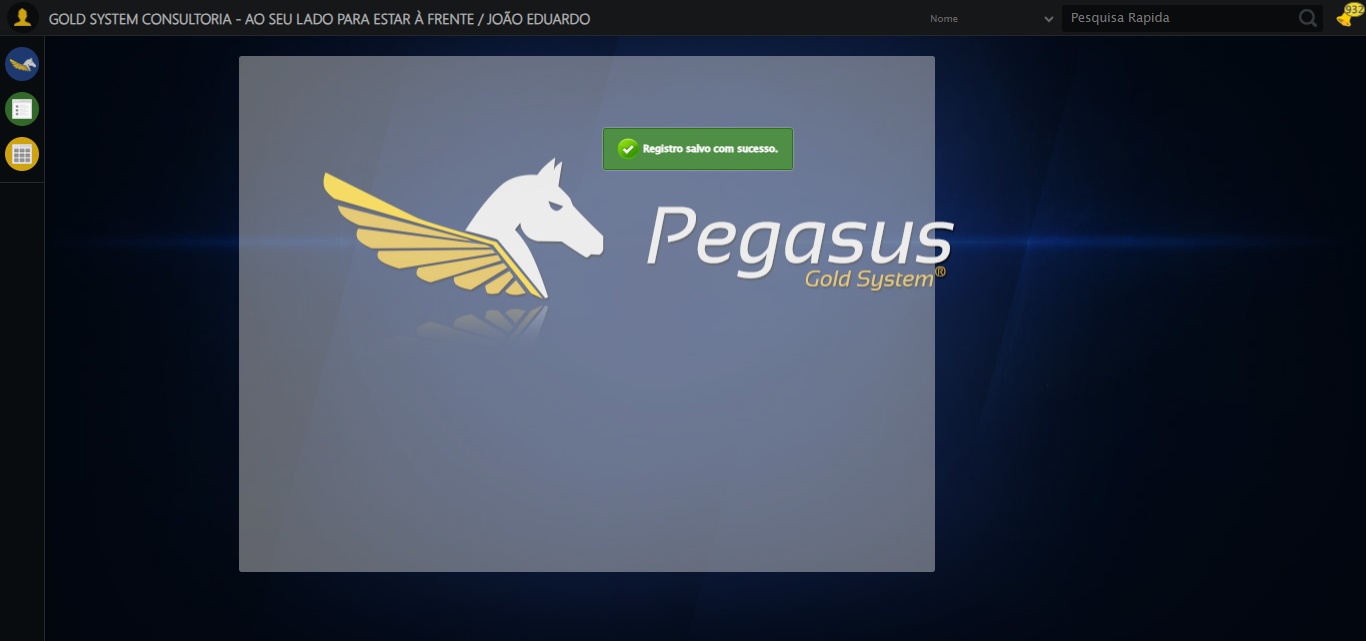 GOLD SYSTEM CONSULTORIA - AO SEU LADO PARA ESTAR À FRENTE / JOÃO EDUARDO
Nome
Pesquisa Rapida
932
Registro salvo com sucesso.
Pegasus
Gold System®